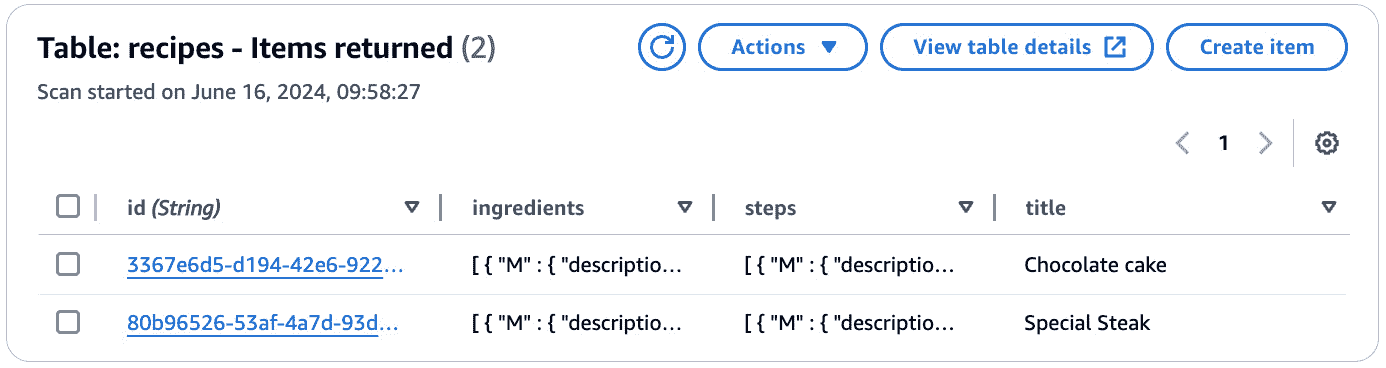 Table: recipes - Items returned (2)
Actions
View table details
Create item
Scan started on June 16, 2024, 09:58:27
1
id (String) ingredients steps title
3367e6d5-d194-42e6-922... [ { "M" : { "descriptio... [ { "M" : { "descriptio... Chocolate cake
80b96526-53af-4a7d-93d... [ { "M" : { "descriptio... [ { "M" : { "descriptio... Special Steak